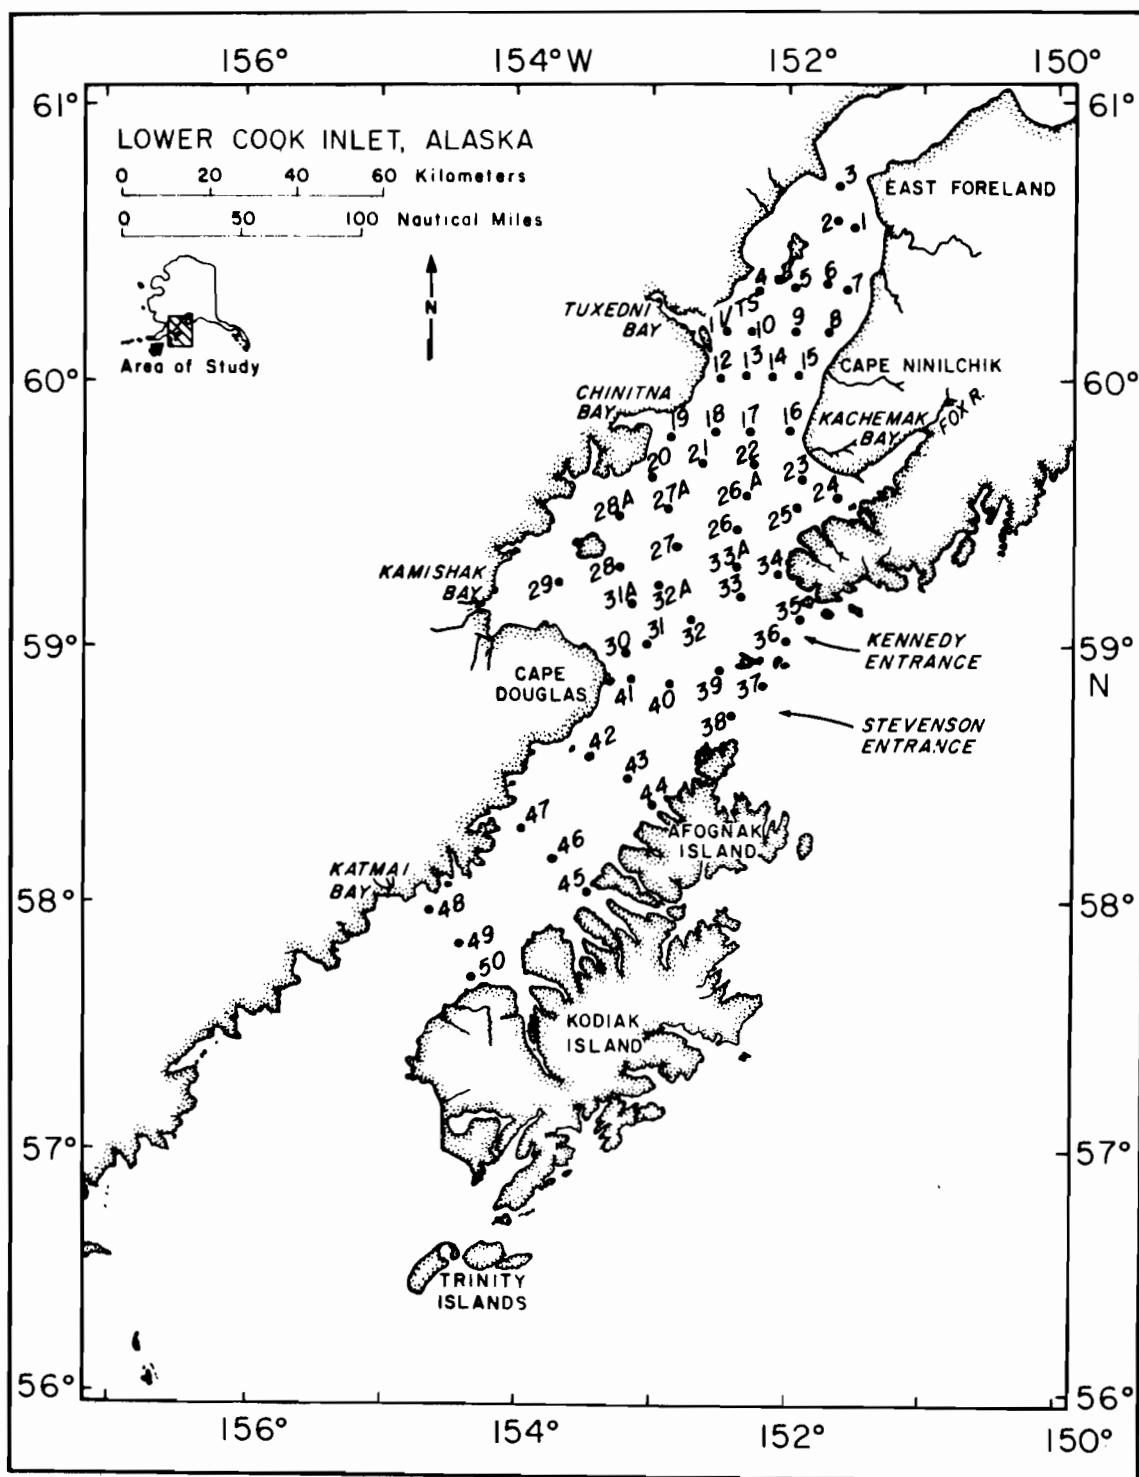 156° 154°W 152° 150°
61° 61°
LOWER COOK INLET, ALASKA
0 20 40 60 Kilometers
0 50 100 Nautical Miles
N
Area of Study
3
EAST FORELAND
2 1
4 5 6 7
TUXEDNI
BAY
VTS
10 9 8
12 13 14 15
60° CAPE NINILCHIK 60°
CHINITNA
BAY
19 18 17 16
KACHEMAK
BAY
FOX R.
20 21 22 23
28A 27A 26A 24
25
26
27
KAMISHAK
BAY
29 28 33A 34
31A 32A 33
35
30 31 32 36
KENNEDY
ENTRANCE
59° 59°
N
CAPE
DOUGLAS
41 40 39 37
38
STEVENSON
ENTRANCE
42
43
44
47
46
AFOGNAK
ISLAND
45
KATMAI
BAY
58° 58°
48
49
50
KODIAK
ISLAND
57° 57°
TRINITY
ISLANDS
56° 56°
156° 154° 152° 150°